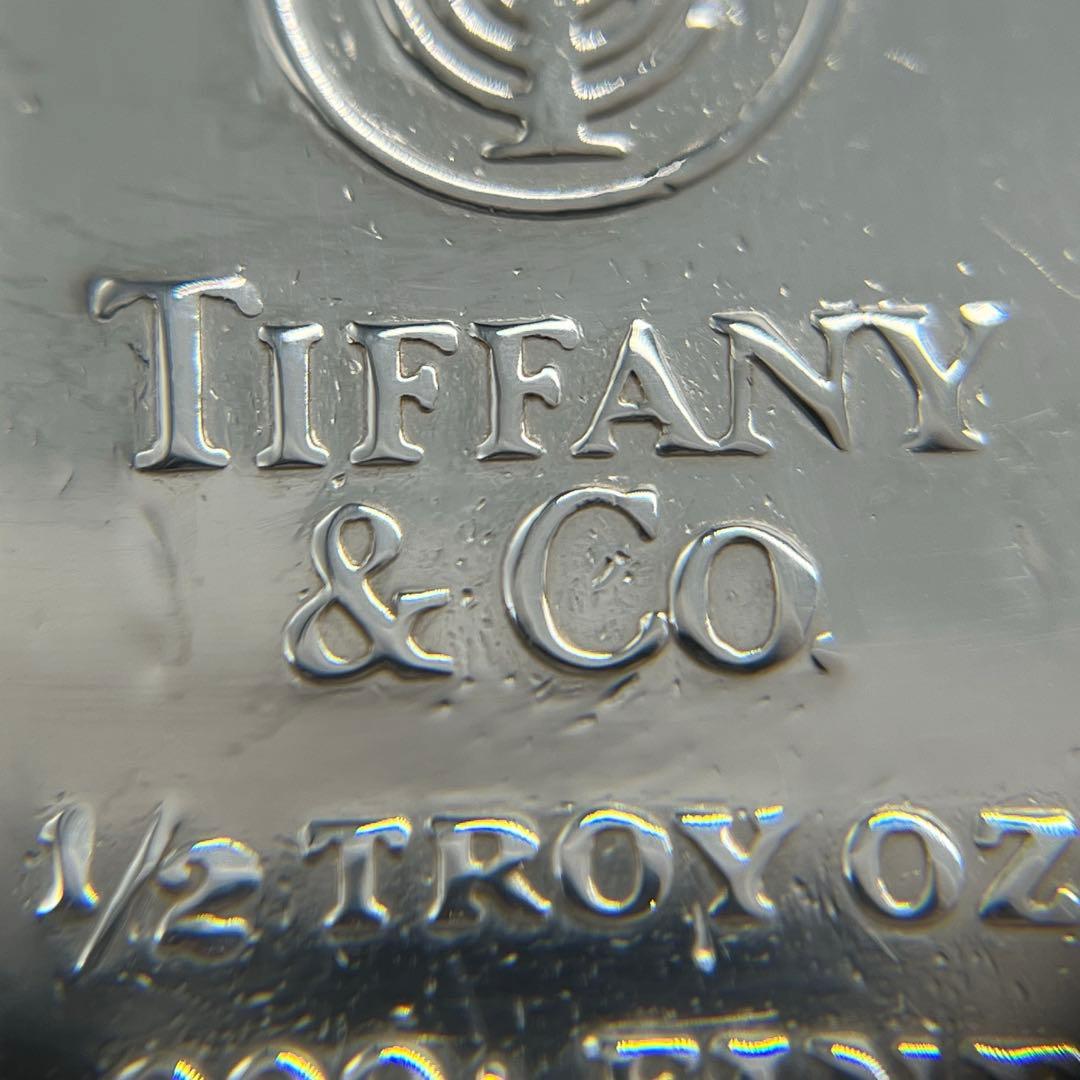 TIFFANY
& CO.
1/2 TROY OZ